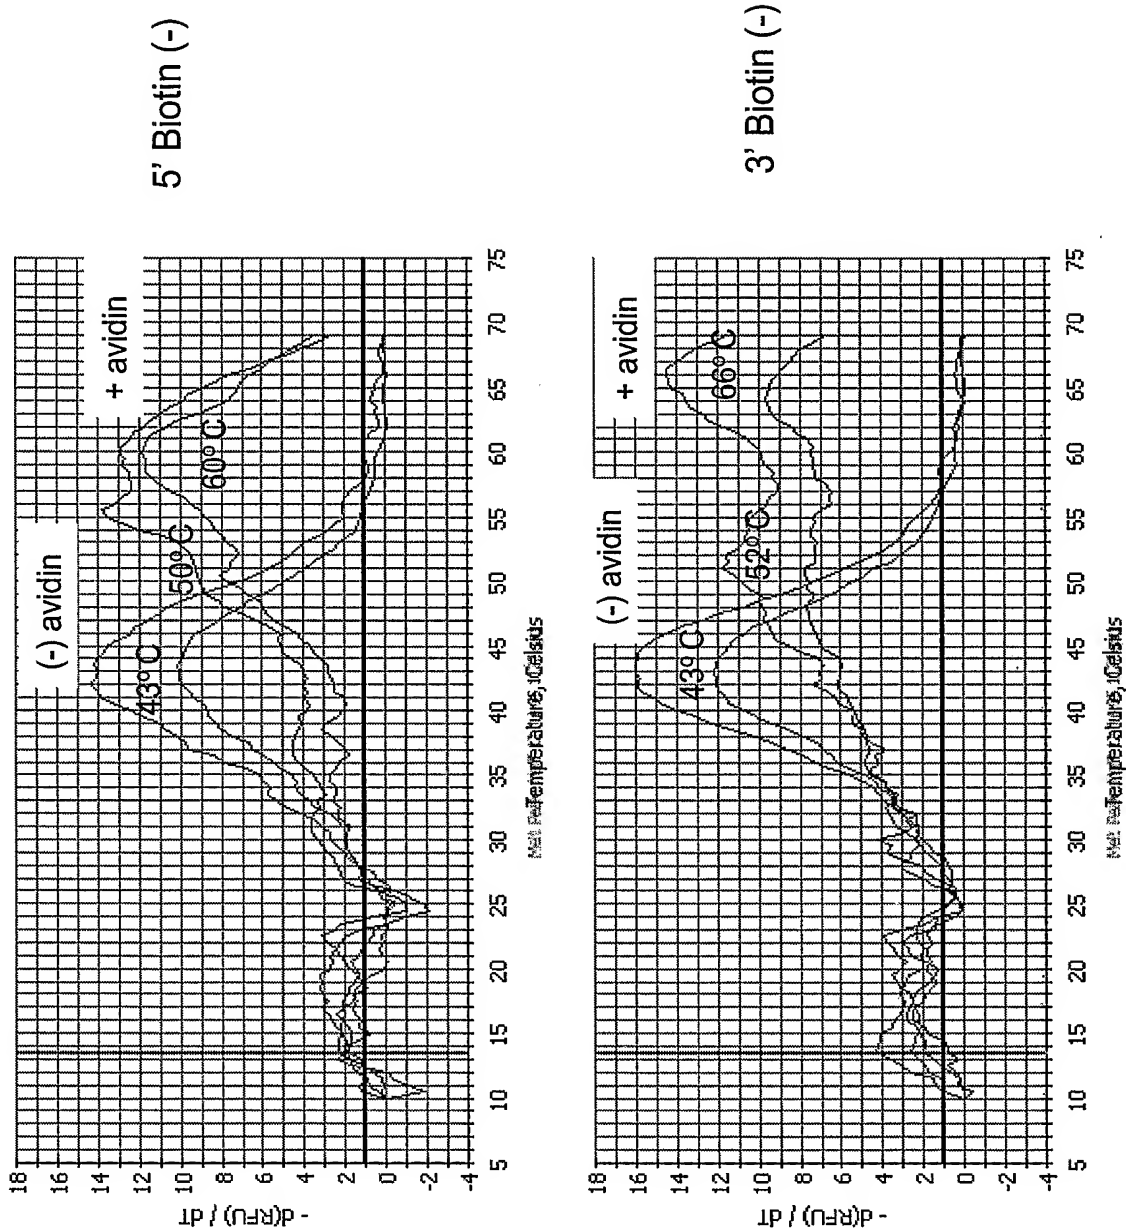 5' Biotin (-)
(-) avidin
+ avidin
43°C
50°C
60°C
- d(RFU) / dT
18
16
14
12
10
8
6
4
2
0
-2
-4
5 10 15 20 25 30 35 40 45 50 55 60 65 70 75
Temperature, Celsius
3' Biotin (-)
(-) avidin
+ avidin
43°C
52°C
66°C
- d(RFU) / dT
18
16
14
12
10
8
6
4
2
0
-2
-4
5 10 15 20 25 30 35 40 45 50 55 60 65 70 75
Temperature, Celsius